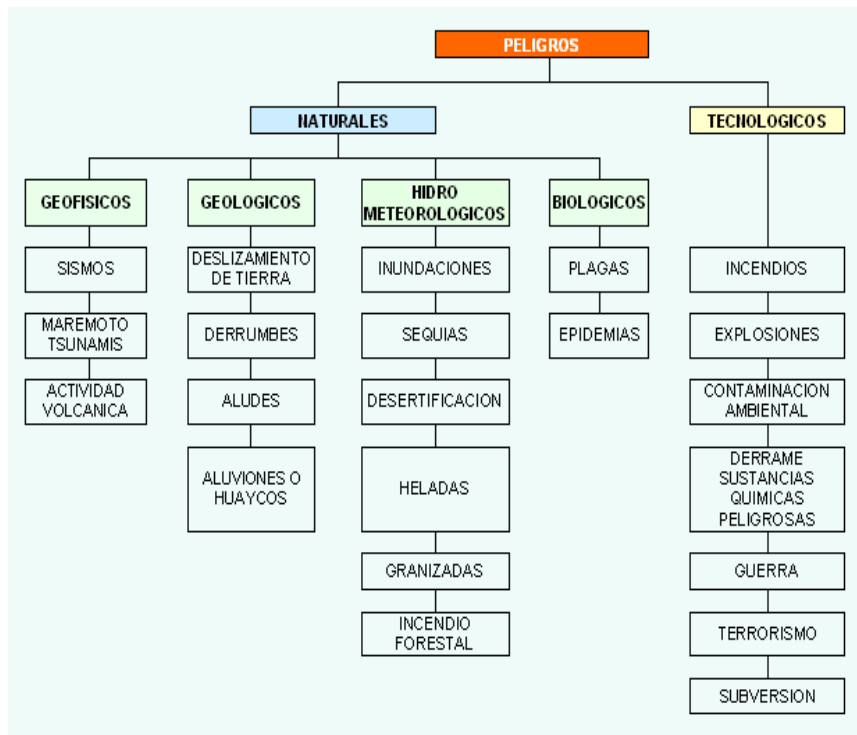 PELIGROS
NATURALES
TECNOLOGICOS
GEOFISICOS
GEOLOGICOS
HIDRO
METEOROLOGICOS
BIOLOGICOS
SISMOS
DESLIZAMIENTO
DE TIERRA
INUNDACIONES
PLAGAS
INCENDIOS
MAREMOTO
TSUNAMIS
DERRUMBES
SEQUIAS
EPIDEMIAS
EXPLOSIONES
ACTIVIDAD
VOLCANICA
ALUDES
DESERTIFICACION
CONTAMINACION
AMBIENTAL
ALUVIONES O
HUAYCOS
HELADAS
DERRAME
SUSTANCIAS
QUIMICAS
PELIGROSAS
GRANIZADAS
GUERRA
INCENDIO
FORESTAL
TERRORISMO
SUBVERSION